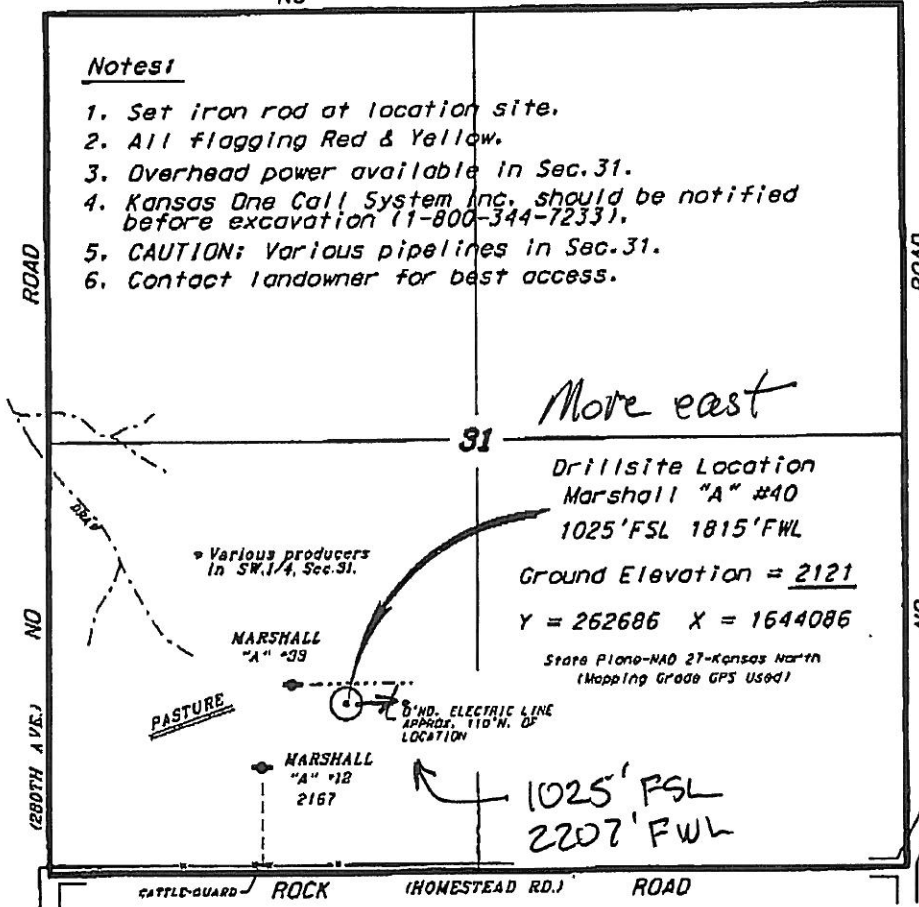 NO
Notes:
1. Set iron rod at location site.
2. All flagging Red & Yellow.
3. Overhead power available in Sec.31.
4. Kansas One Call System Inc. should be notified
before excavation (1-800-344-7233).
5. CAUTION: Various pipelines in Sec.31.
6. Contact landowner for best access.
ROAD
ROAD
Move east
31
Drillsite Location
Marshall "A" #40
1025'FSL 1815'FWL
Ground Elevation = 2121
Y = 262686 X = 1644086
State Plane-NAD 27-Kansas North
(Mapping Grade GPS Used)
DRAW
Various producers
in SW.1/4, Sec.31.
NO
NO
MARSHALL
"A" #33
PASTURE
O'HD. ELECTRIC LINE
APPROX. 110'N. OF
LOCATION
MARSHALL
"A" #12
2167
(280TH AVE.)
1025' FSL
2207' FWL
CATTLE-GUARD
ROCK (HOMESTEAD RD.) ROAD